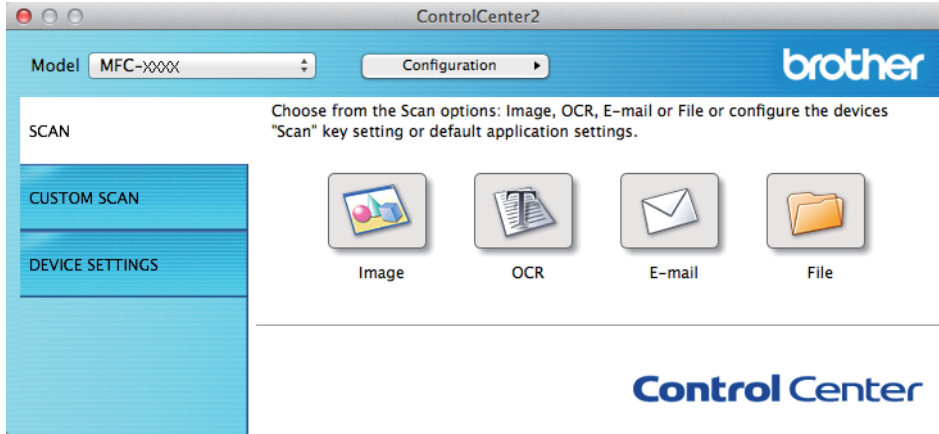 ControlCenter2
Model MFC-XXXX Configuration
brother
SCAN
CUSTOM SCAN
DEVICE SETTINGS
Choose from the Scan options: Image, OCR, E-mail or File or configure the devices
"Scan" key setting or default application settings.
Image OCR E-mail File
Control Center